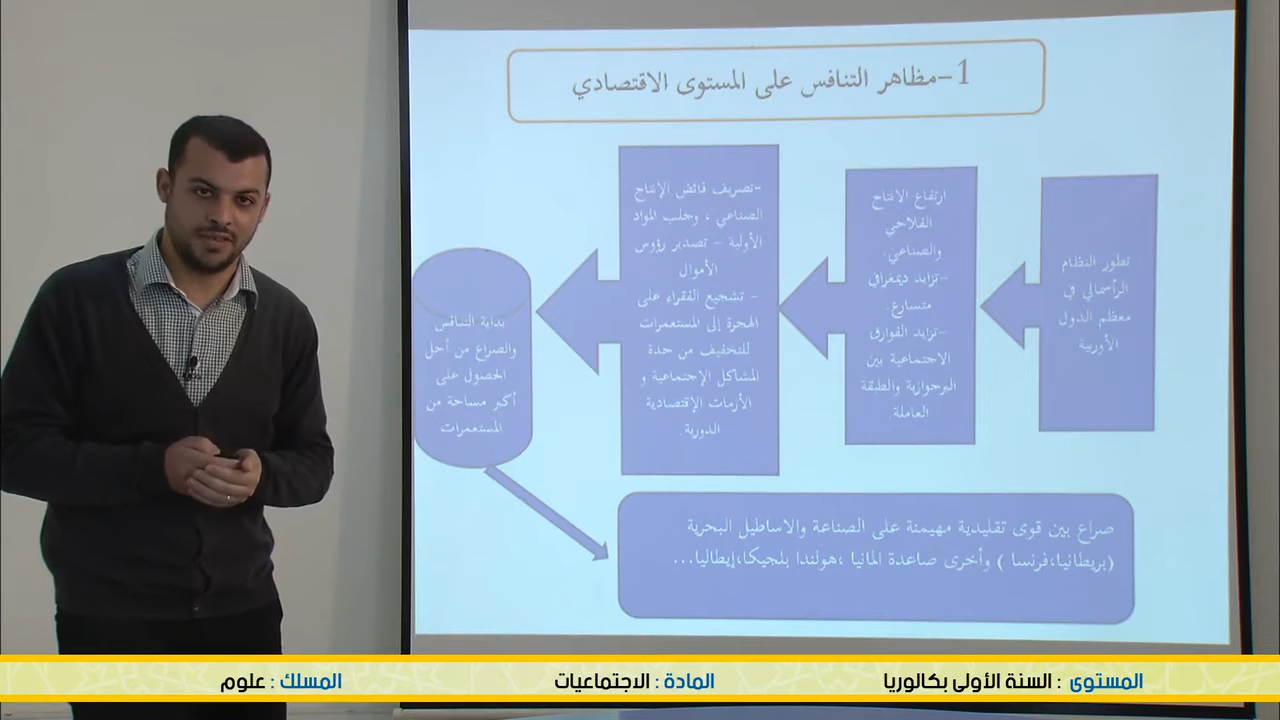 1-مظاهر التنافس على المستوى الاقتصادي
تطور النظام
الرأسمالي في
معظم الدول
الأوربية
ارتفاع الانتاج
الفلاحي
والصناعي.
-تزايد ديمغرافي
متسارع.
-تزايد الفوارق
الاجتماعية بين
البرجوازية والطبقة
العاملة
-تصريف فائض الإنتاج
الصناعي ، وجلب المواد
الأولية - تصدير رؤوس
الأموال
- تشجيع الفقراء على
الهجرة إلى المستعمرات
للتخفيف من حدة
المشاكل الإجتماعية و
الأزمات الإقتصادية
الدورية.
بداية التنافس
والصراع من أجل
الحصول على
أكبر مساحة من
المستعمرات
صراع بين قوى تقليدية مهيمنة على الصناعة والاساطيل البحرية
(بريطانيا،فرنسا ) وأخرى صاعدة المانيا ،هولندا بلجيكا،إيطاليا...
المستوى : السنة الأولى بكالوريا
المادة : الاجتماعيات
المسلك : علوم